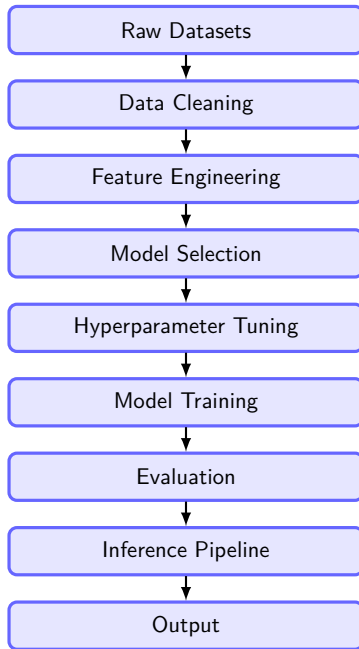 Raw Datasets
Data Cleaning
Feature Engineering
Model Selection
Hyperparameter Tuning
Model Training
Evaluation
Inference Pipeline
Output